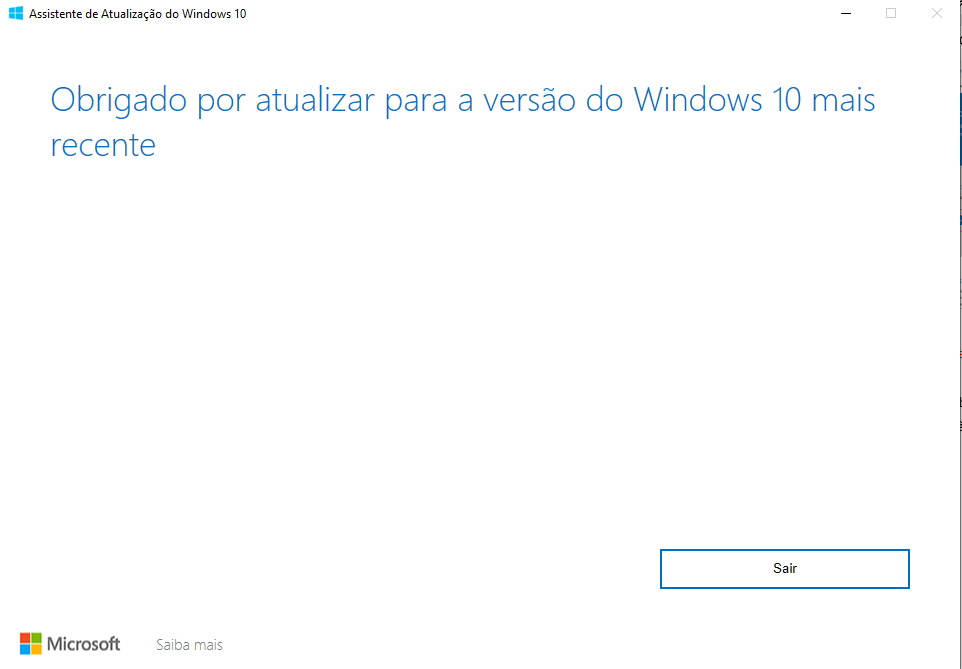 Assistente de Atualização do Windows 10
Obrigado por atualizar para a versão do Windows 10 mais
recente
Sair
Microsoft
Saiba mais